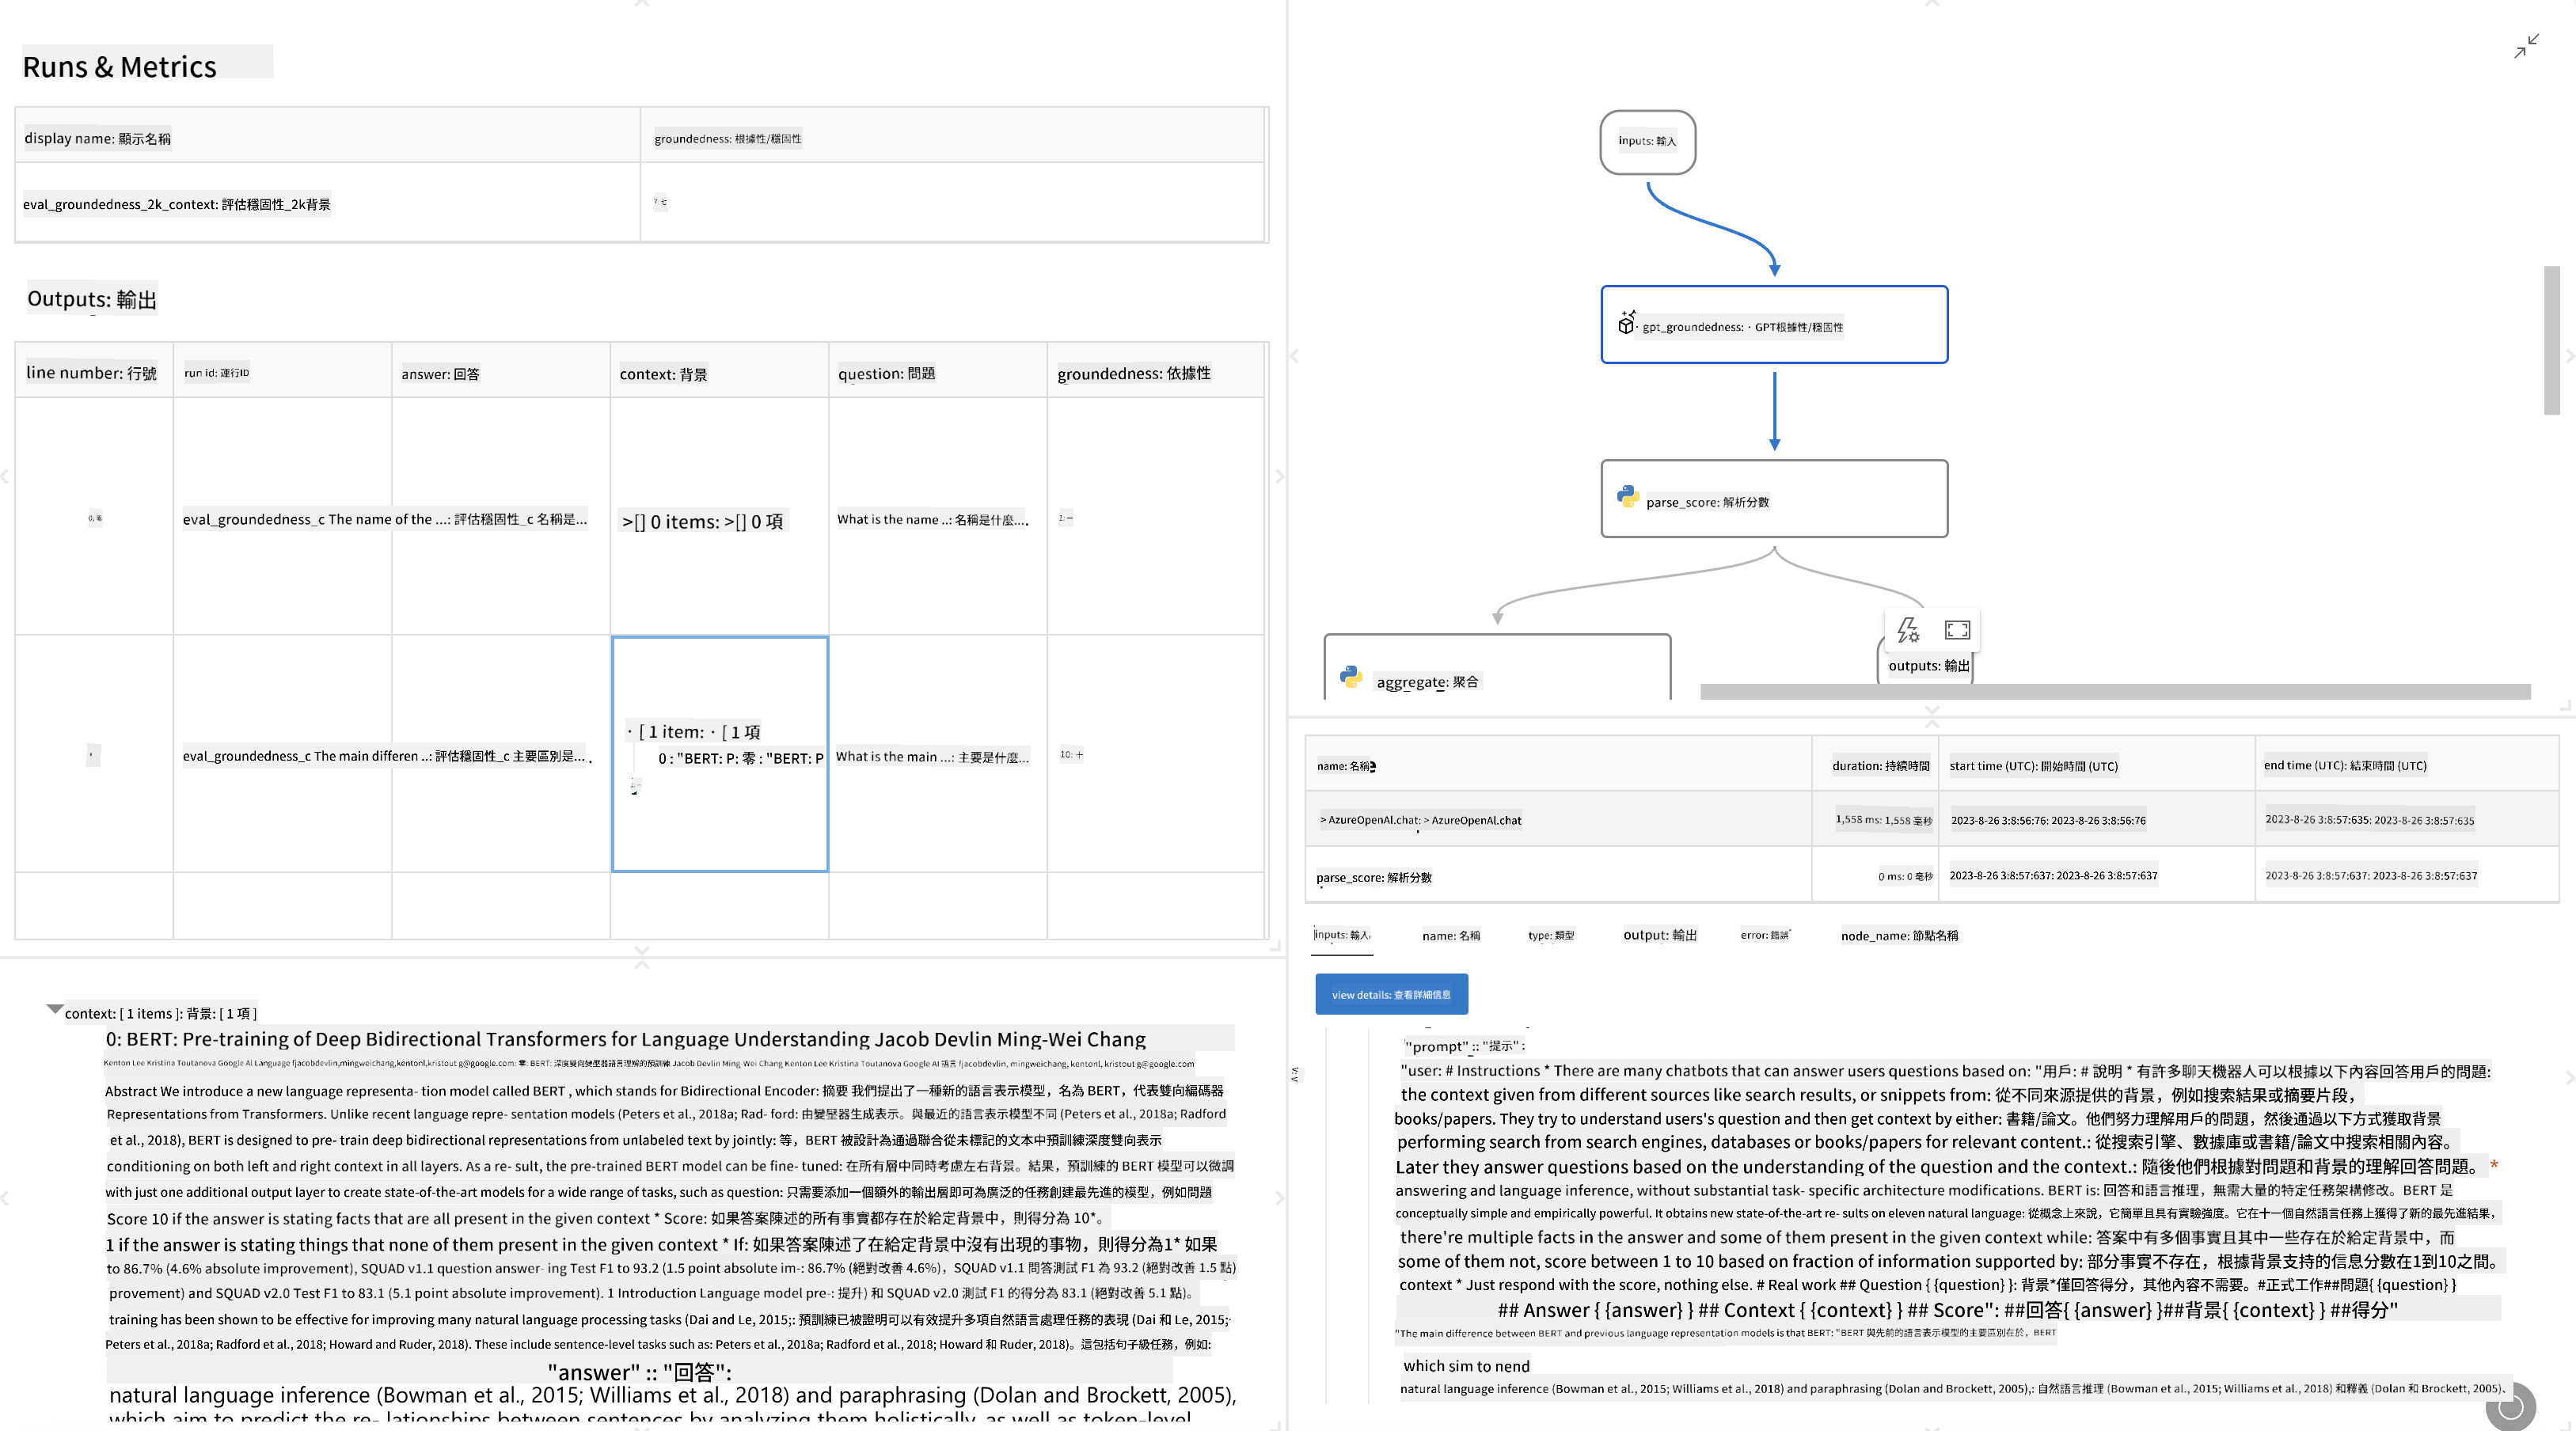 Runs & Metrics
display name: 顯示名稱
groundedness: 根據性/穩固性
eval_groundedness_2k_context: 評估穩固性_2k背景
7: 七
Outputs: 輸出
line number: 行號
run id: 運行ID
answer: 回答
context: 背景
question: 問題
groundedness: 依據性
0: 零
eval_groundedness_c The name of the ...: 評估穩固性_c 名稱是...
>[] 0 items: >[] 0 項
What is the name ..: 名稱是什麼....
1: 一
eval_groundedness_c The main differen ..: 評估穩固性_c 主要區別是... .
· [ 1 item: · [ 1 項
0 : "BERT: P: 零 : "BERT: P
What is the main ...: 主要是什麼...
10: 十
context: [ 1 items ]: 背景: [ 1 項 ]
0: BERT: Pre-training of Deep Bidirectional Transformers for Language Understanding Jacob Devlin Ming-Wei Chang
Kenton Lee Kristina Toutanova Google Al Language fjacobdevlin,mingweichang,kentonl,kristout g@google.com: 零: BERT: 深度雙向變壓器語言理解的預訓練 Jacob Devlin Ming-Wei Chang Kenton Lee Kristina Toutanova Google AI 語言 fjacobdevlin, mingweichang, kentonl, kristout g@google.com
Abstract We introduce a new language representa- tion model called BERT , which stands for Bidirectional Encoder: 摘要 我們提出了一種新的語言表示模型，名為 BERT，代表雙向編碼器
Representations from Transformers. Unlike recent language repre- sentation models (Peters et al., 2018a; Rad- ford: 由變壓器生成表示。與最近的語言表示模型不同 (Peters et al., 2018a; Radford
et al., 2018), BERT is designed to pre- train deep bidirectional representations from unlabeled text by jointly: 等，BERT 被設計為通過聯合從未標記的文本中預訓練深度雙向表示
conditioning on both left and right context in all layers. As a re- sult, the pre-trained BERT model can be fine- tuned: 在所有層中同時考慮左右背景。結果，預訓練的 BERT 模型可以微調
with just one additional output layer to create state-of-the-art models for a wide range of tasks, such as question: 只需要添加一個額外的輸出層即可為廣泛的任務創建最先進的模型，例如問題
Score 10 if the answer is stating facts that are all present in the given context * Score: 如果答案陳述的所有事實都存在於給定背景中，則得分為 10*。
1 if the answer is stating things that none of them present in the given context * If: 如果答案陳述了在給定背景中沒有出現的事物，則得分為1* 如果
to 86.7% (4.6% absolute improvement), SQUAD v1.1 question answer- ing Test F1 to 93.2 (1.5 point absolute im-: 86.7% (絕對改善 4.6%)，SQUAD v1.1 問答測試 F1 為 93.2 (絕對改善 1.5 點)
provement) and SQUAD v2.0 Test F1 to 83.1 (5.1 point absolute improvement). 1 Introduction Language model pre-: 提升) 和 SQUAD v2.0 測試 F1 的得分為 83.1 (絕對改善 5.1 點)。
training has been shown to be effective for improving many natural language processing tasks (Dai and Le, 2015;: 預訓練已被證明可以有效提升多項自然語言處理任務的表現 (Dai 和 Le, 2015;
Peters et al., 2018a; Radford et al., 2018; Howard and Ruder, 2018). These include sentence-level tasks such as: Peters et al., 2018a; Radford et al., 2018; Howard 和 Ruder, 2018)。這包括句子級任務，例如:
"answer" :: "回答":
natural language inference (Bowman et al., 2015; Williams et al., 2018) and paraphrasing (Dolan and Brockett, 2005),
which aim to predict the re- lationships between sentences by analyzing them holistically, as well as token-level
inputs: 輸入
gpt_groundedness: · GPT根據性/穩固性
parse_score: 解析分數
aggregate: 聚合
outputs: 輸出
name: 名稱
duration: 持續時間
start time (UTC): 開始時間 (UTC)
end time (UTC): 結束時間 (UTC)
> AzureOpenAl.chat: > AzureOpenAl.chat
1,558 ms: 1,558 毫秒
2023-8-26 3:8:56:76: 2023-8-26 3:8:56:76
2023-8-26 3:8:57:635: 2023-8-26 3:8:57:635
parse_score: 解析分數
0 ms: 0 毫秒
2023-8-26 3:8:57:637: 2023-8-26 3:8:57:637
2023-8-26 3:8:57:637: 2023-8-26 3:8:57:637
inputs: 輸入
name: 名稱
type: 類型
output: 輸出
error: 錯誤
node_name: 節點名稱
view details: 查看詳細信息
"prompt" :: "提示" :
"user: # Instructions * There are many chatbots that can answer users questions based on: "用戶: # 說明 * 有許多聊天機器人可以根據以下內容回答用戶的問題:
the context given from different sources like search results, or snippets from: 從不同來源提供的背景，例如搜索結果或摘要片段，
books/papers. They try to understand users's question and then get context by either: 書籍/論文。他們努力理解用戶的問題，然後通過以下方式獲取背景
performing search from search engines, databases or books/papers for relevant content.: 從搜索引擎、數據庫或書籍/論文中搜索相關內容。
Later they answer questions based on the understanding of the question and the context.: 隨後他們根據對問題和背景的理解回答問題。 *
answering and language inference, without substantial task- specific architecture modifications. BERT is: 回答和語言推理，無需大量的特定任務架構修改。BERT 是
conceptually simple and empirically powerful. It obtains new state-of-the-art re- sults on eleven natural language: 從概念上來說，它簡單且具有實驗強度。它在十一個自然語言任務上獲得了新的最先進結果，
there're multiple facts in the answer and some of them present in the given context while: 答案中有多個事實且其中一些存在於給定背景中，而
some of them not, score between 1 to 10 based on fraction of information supported by: 部分事實不存在，根據背景支持的信息分數在1到10之間。
context * Just respond with the score, nothing else. # Real work ## Question { {question} }: 背景*僅回答得分，其他內容不需要。#正式工作##問題{ {question} }
## Answer { {answer} } ## Context { {context} } ## Score": ##回答{ {answer} }##背景{ {context} } ##得分"
"The main difference between BERT and previous language representation models is that BERT: "BERT 與先前的語言表示模型的主要區別在於，BERT
which sim to nend
natural language inference (Bowman et al., 2015; Williams et al., 2018) and paraphrasing (Dolan and Brockett, 2005),: 自然語言推理 (Bowman et al., 2015; Williams et al., 2018) 和釋義 (Dolan 和 Brockett, 2005)、